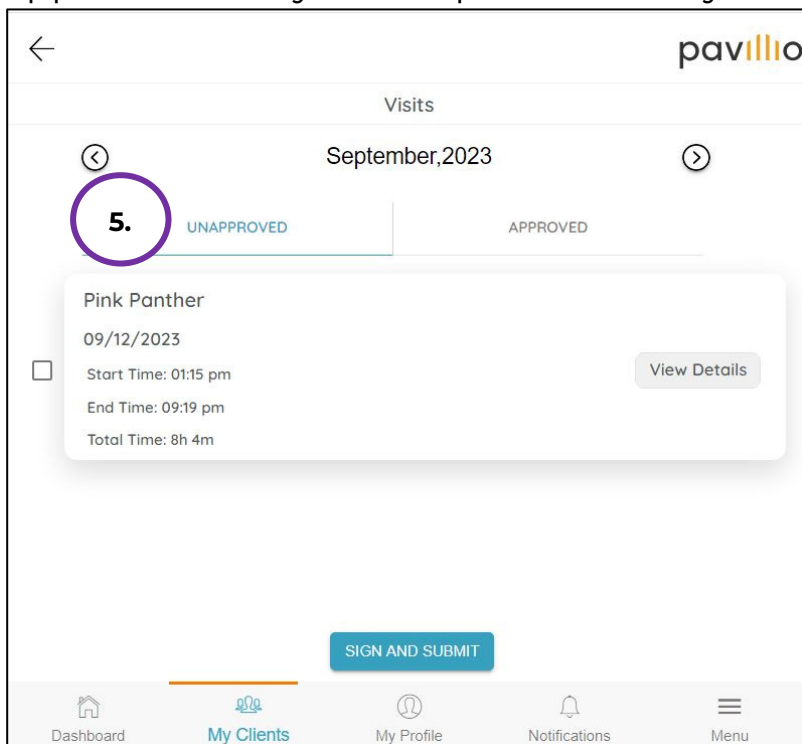 pavillio
Visits
September,2023
5. UNAPPROVED APPROVED
Pink Panther
09/12/2023
Start Time: 01:15 pm
View Details
End Time: 09:19 pm
Total Time: 8h 4m
SIGN AND SUBMIT
Dashboard My Clients My Profile Notifications Menu